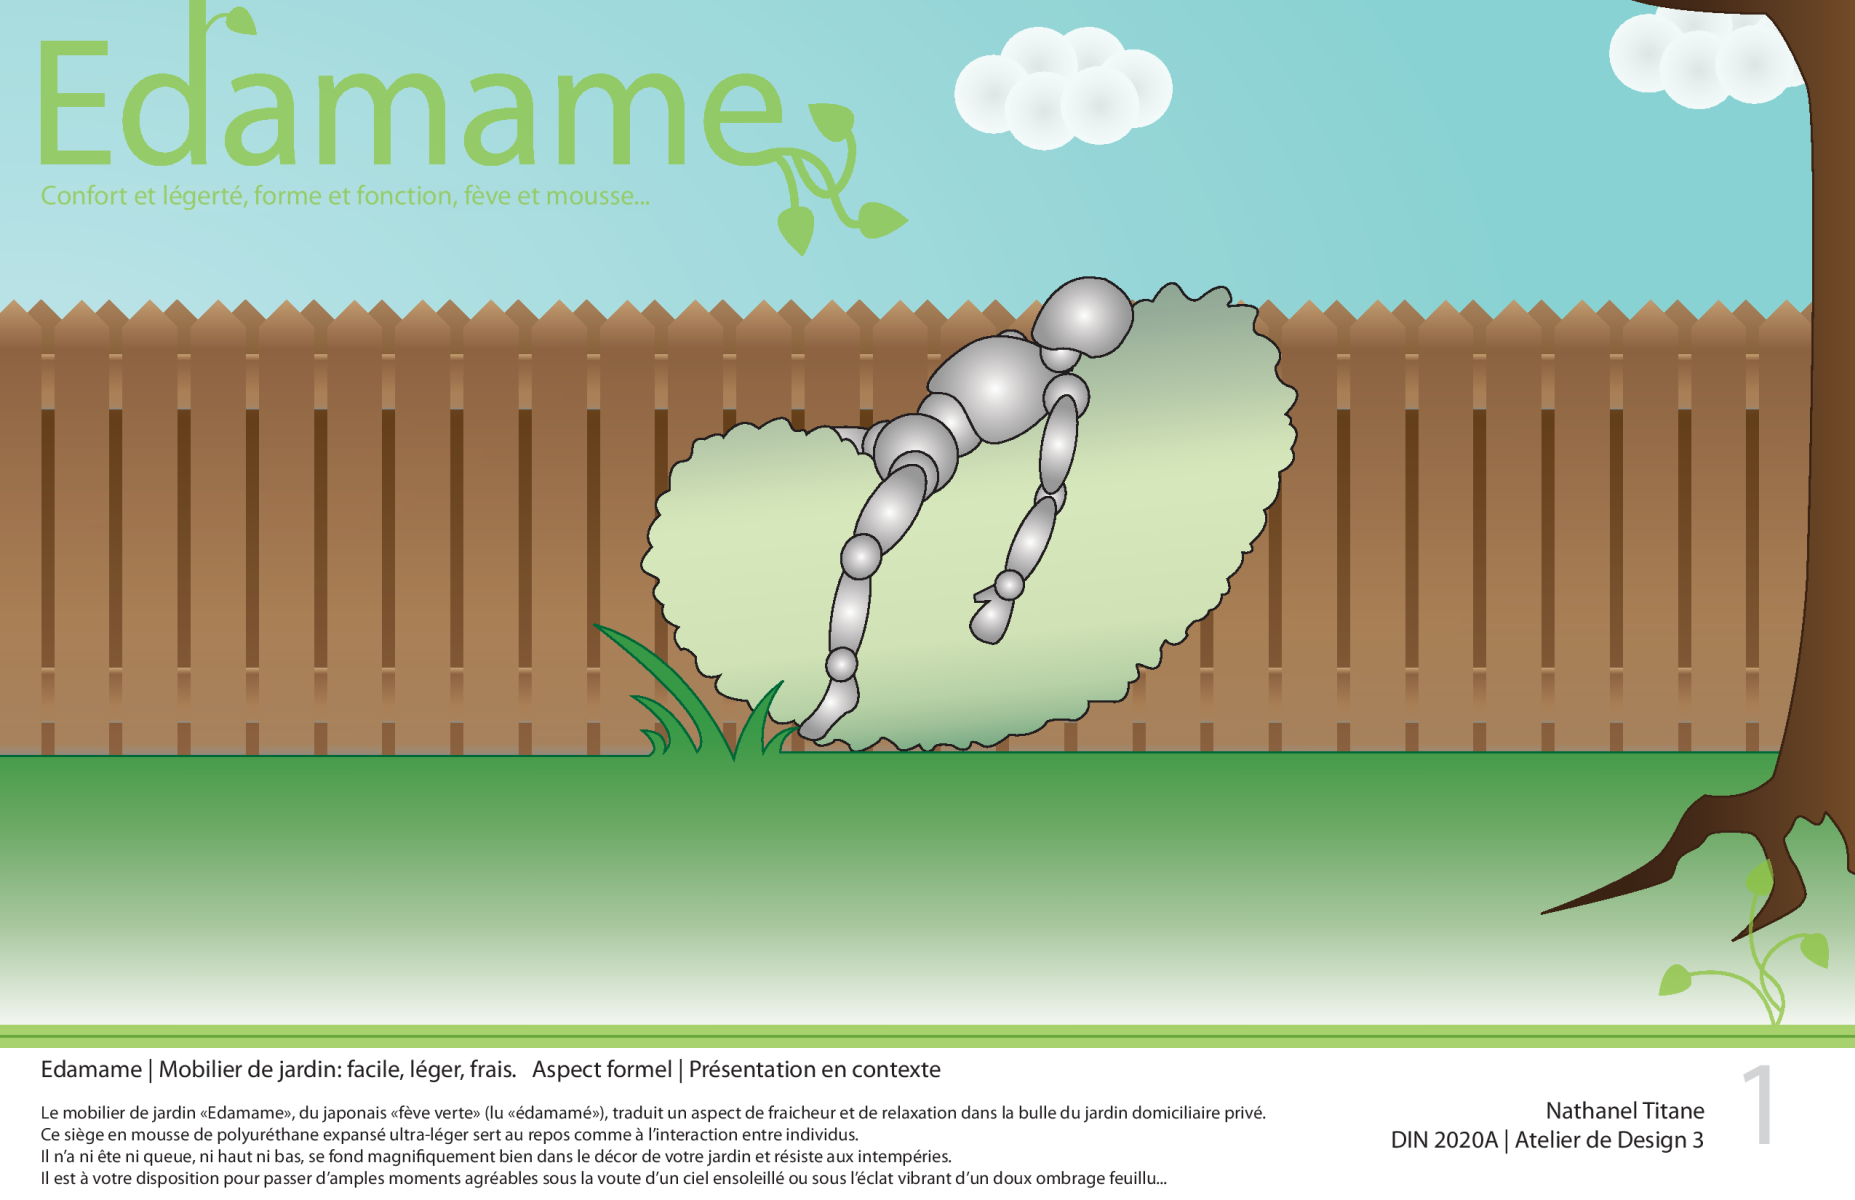 Edamame
Confort et légerté, forme et fonction, fève et mousse...
Edamame | Mobilier de jardin: facile, léger, frais.   Aspect formel | Présentation en contexte
Le mobilier de jardin «Edamame», du japonais «fève verte» (lu «édamamé»), traduit un aspect de fraicheur et de relaxation dans la bulle du jardin domiciliaire privé.
Ce siège en mousse de polyuréthane expansé ultra-léger sert au repos comme à l'interaction entre individus.
Il n'a ni ête ni queue, ni haut ni bas, se fond magnifiquement bien dans le décor de votre jardin et résiste aux intempéries.
Il est à votre disposition pour passer d'amples moments agréables sous la voute d'un ciel ensoleillé ou sous l'éclat vibrant d'un doux ombrage feuillu...
Nathanel Titane
DIN 2020A | Atelier de Design 3
1